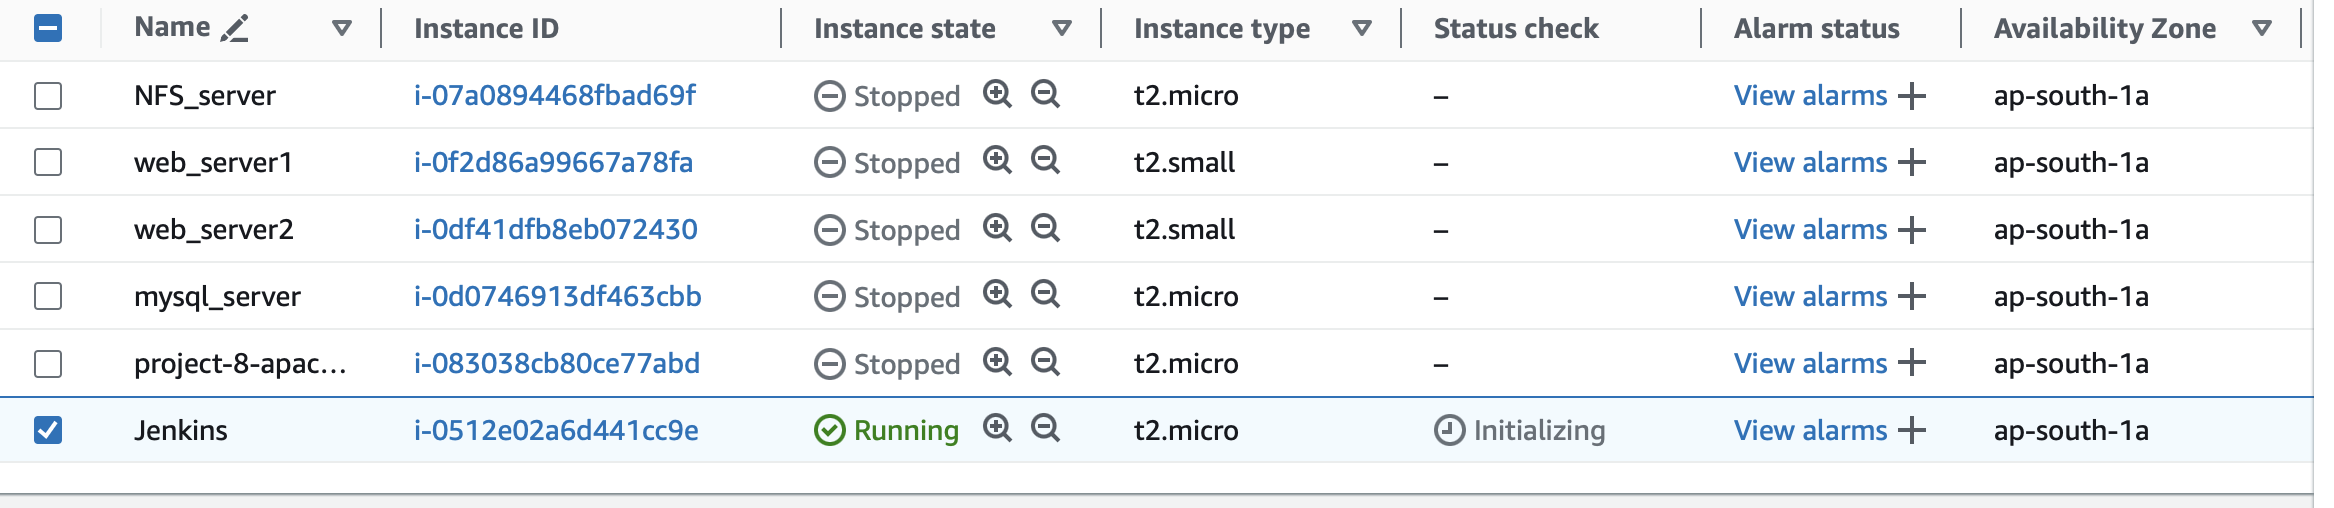 Name Instance ID Instance state Instance type Status check Alarm status Availability Zone
NFS_server i-07a0894468fbad69f Stopped t2.micro – View alarms + ap-south-1a
web_server1 i-0f2d86a99667a78fa Stopped t2.small – View alarms + ap-south-1a
web_server2 i-0df41dfb8eb072430 Stopped t2.small – View alarms + ap-south-1a
mysql_server i-0d0746913df463cbb Stopped t2.micro – View alarms + ap-south-1a
project-8-apac... i-083038cb80ce77abd Stopped t2.micro – View alarms + ap-south-1a
Jenkins i-0512e02a6d441cc9e Running t2.micro Initializing View alarms + ap-south-1a